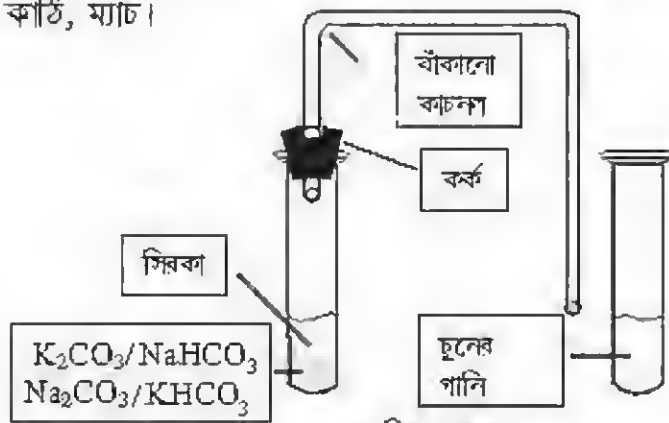 কাঠি, ম্যাচ।
বাঁকানো
কাচনল
কর্ক
সিরকা
K₂CO₃/NaHCO₃
Na₂CO₃/KHCO₃
চুনের
পানি